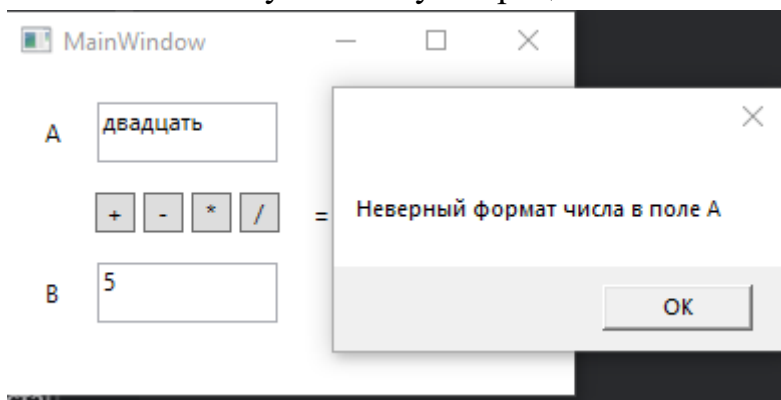 MainWindow
A двадцать
+ - * / =
B 5
Неверный формат числа в поле A
OK